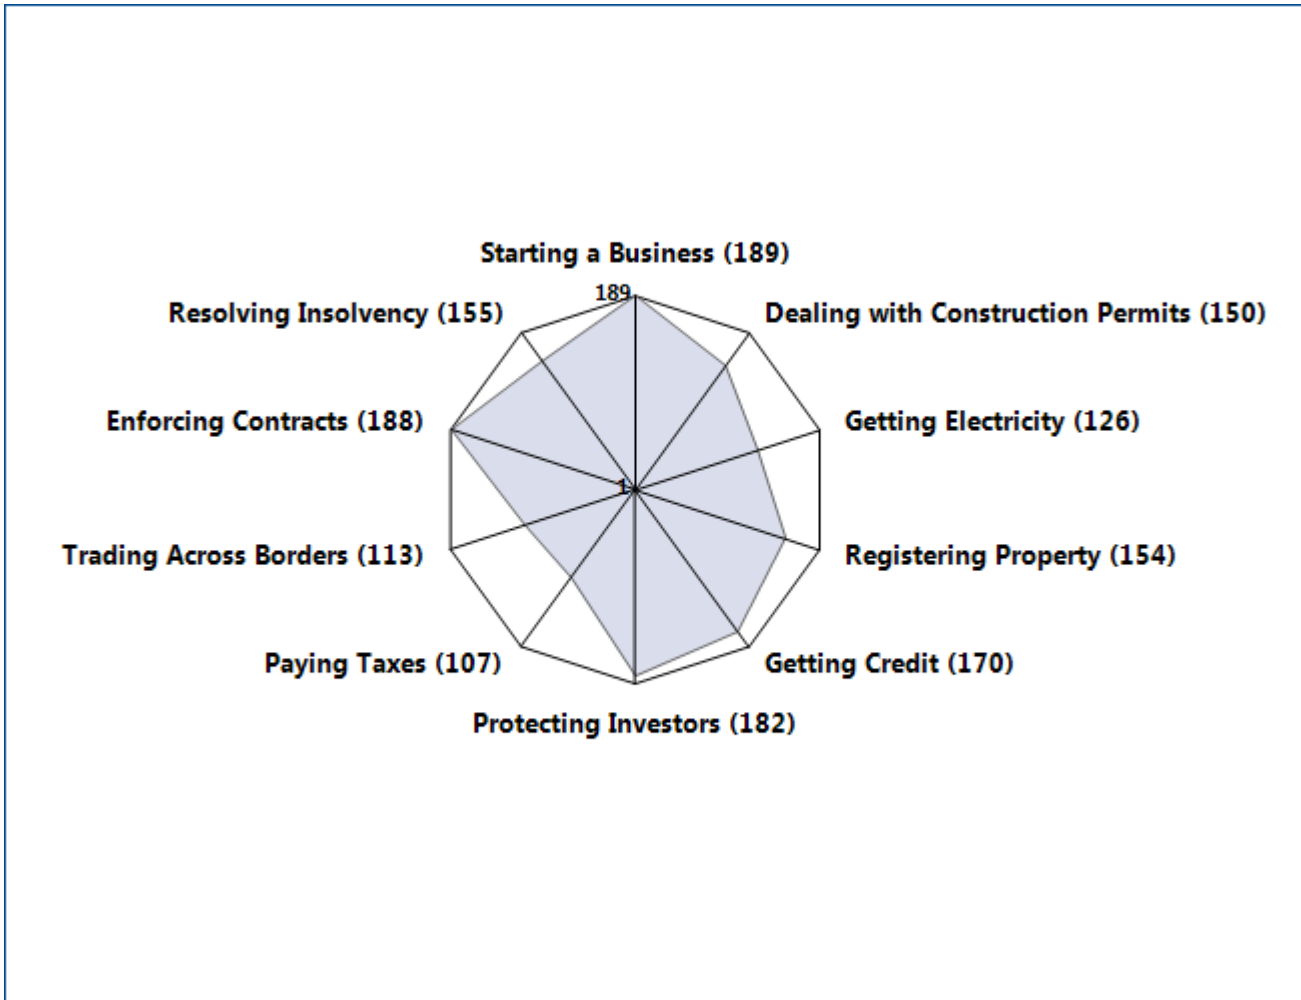 Starting a Business (189)
189
Resolving Insolvency (155)
Dealing with Construction Permits (150)
Enforcing Contracts (188)
Getting Electricity (126)
1
Trading Across Borders (113)
Registering Property (154)
Paying Taxes (107)
Getting Credit (170)
Protecting Investors (182)